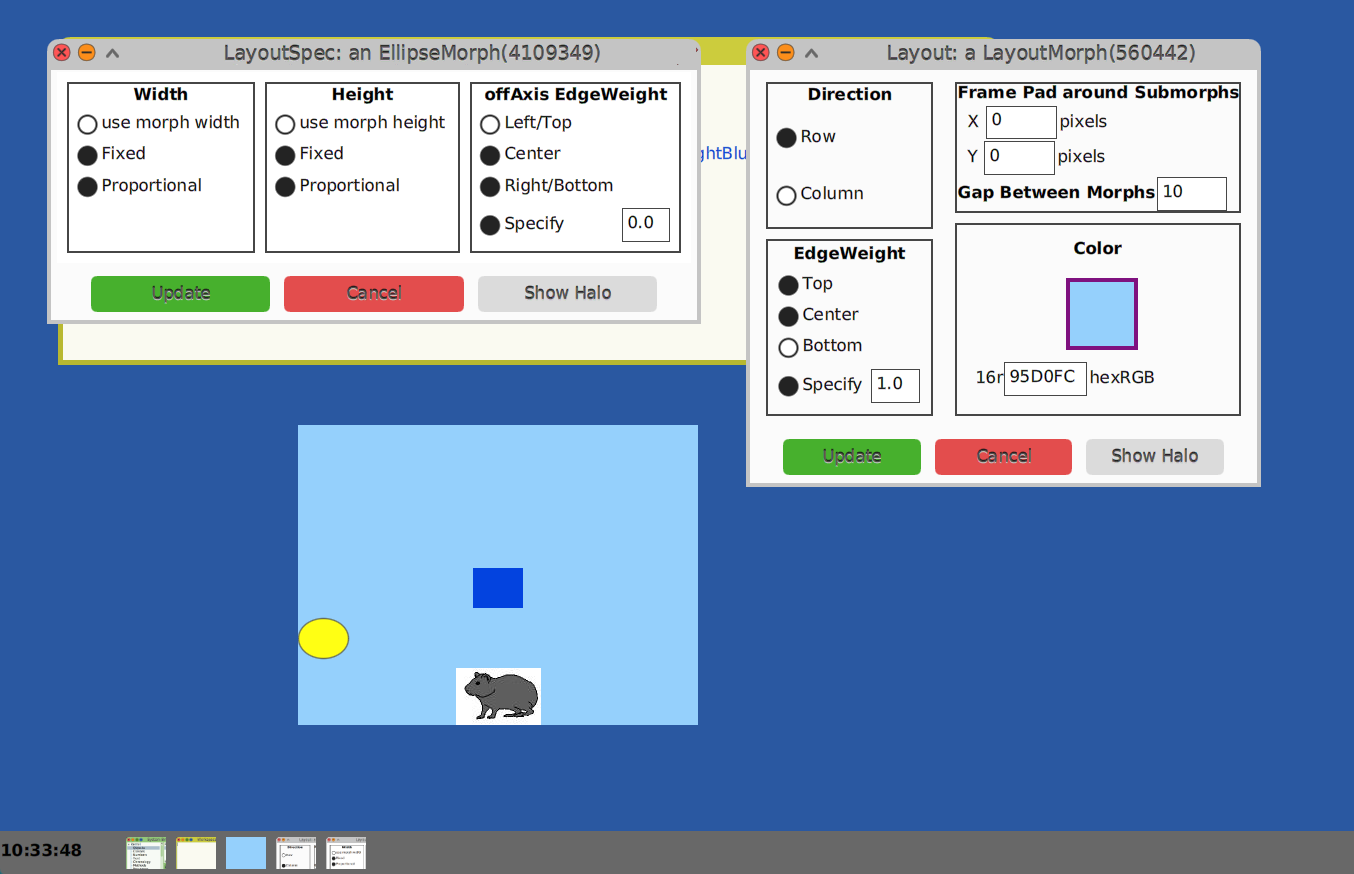 LayoutSpec: an EllipseMorph(4109349)
Width
use morph width
Fixed
Proportional
Height
use morph height
Fixed
Proportional
offAxis EdgeWeight
Left/Top
Center
Right/Bottom
Specify 0.0
Update Cancel Show Halo
Layout: a LayoutMorph(560442)
Direction
Row
Column
Frame Pad around Submorphs
X 0 pixels
Y 0 pixels
Gap Between Morphs 10
EdgeWeight
Top
Center
Bottom
Specify 1.0
Color
16r 95D0FC hexRGB
Update Cancel Show Halo
10:33:48